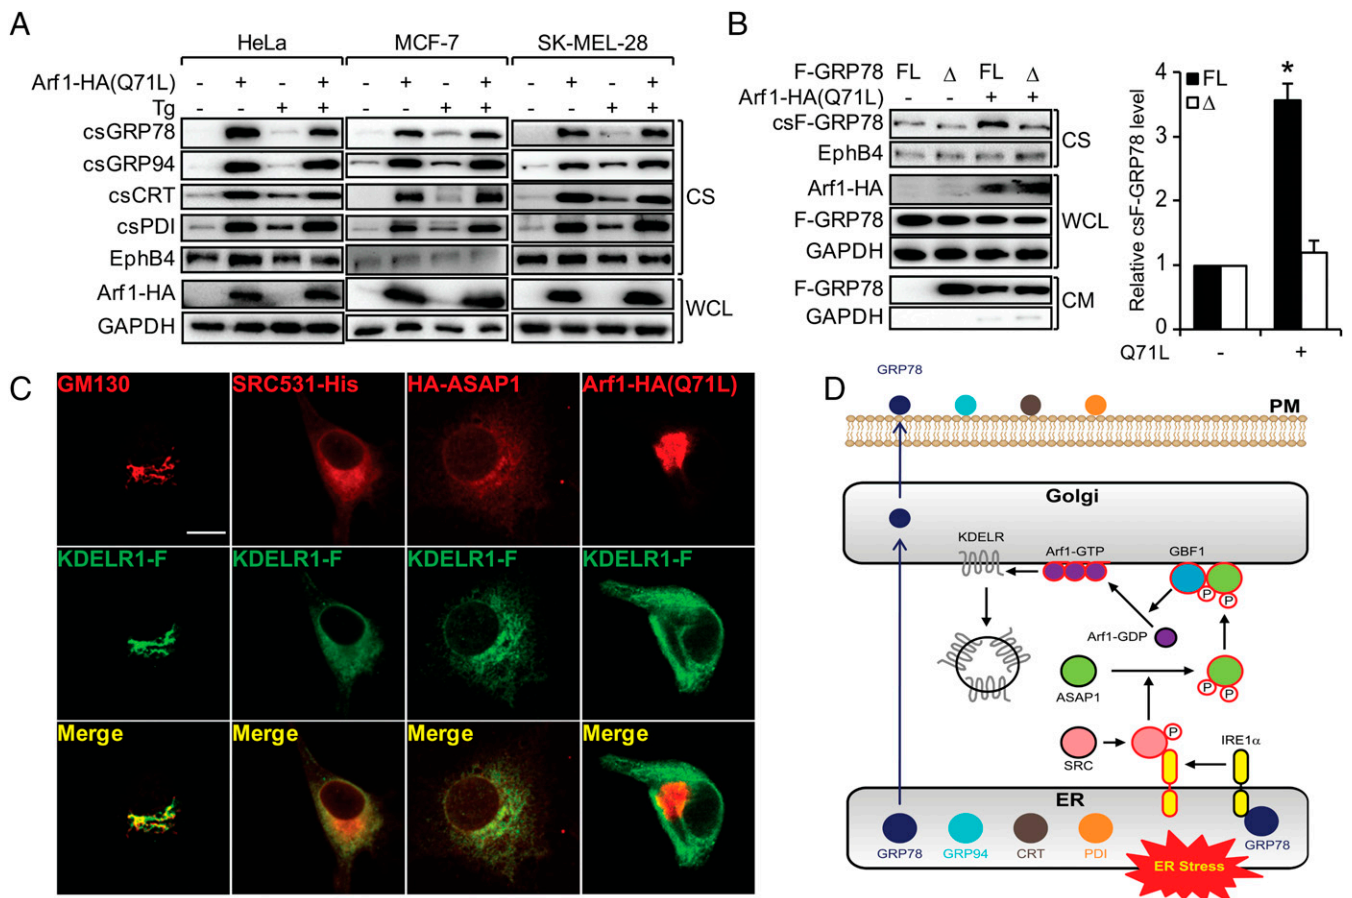 A
HeLa MCF-7 SK-MEL-28
Arf1-HA(Q71L) - + - + - + - + - + - +
Tg - - + + - - + + - - + +
csGRP78
csGRP94
csCRT
csPDI
EphB4
CS
Arf1-HA
GAPDH
WCL
B
F-GRP78 FL Δ FL Δ
Arf1-HA(Q71L) - - + +
csF-GRP78
EphB4
CS
Arf1-HA
F-GRP78
GAPDH
WCL
F-GRP78
GAPDH
CM
Relative csF-GRP78 level
4
3
2
1
0
*
FL
Δ
Q71L - +
C
GM130 SRC531-His HA-ASAP1 Arf1-HA(Q71L)
KDELR1-F KDELR1-F KDELR1-F KDELR1-F
Merge Merge Merge Merge
D
GRP78
PM
Golgi
KDELR Arf1-GTP GBF1
P
P
Arf1-GDP
ASAP1
P
P
P
SRC
IRE1α
ER
GRP78 GRP94 CRT PDI GRP78
ER Stress